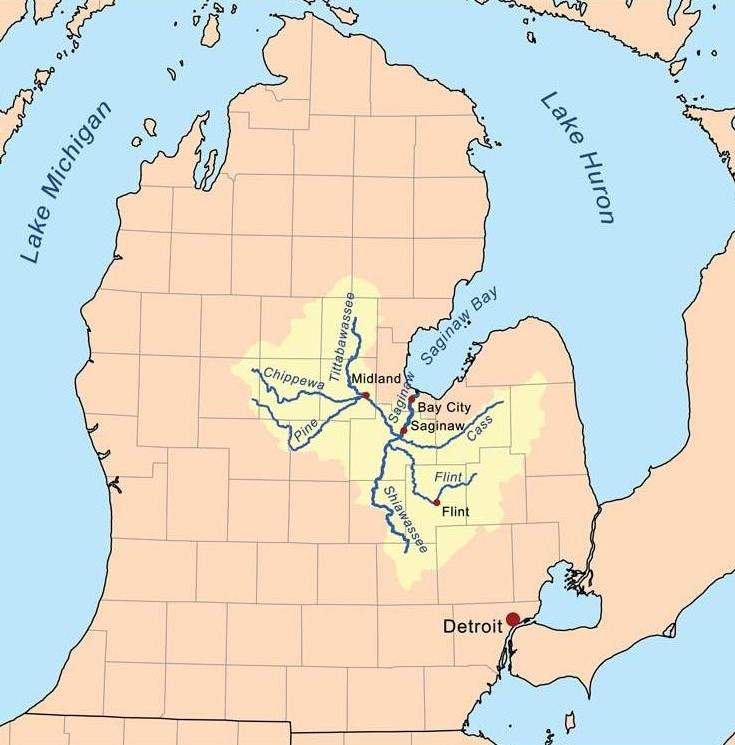 Lake Michigan
Lake Huron
Saginaw Bay
Tittabawassee
Chippewa
Midland
Saginaw
Bay City
Saginaw
Pine
Cass
Flint
Shiawassee
Flint
Detroit